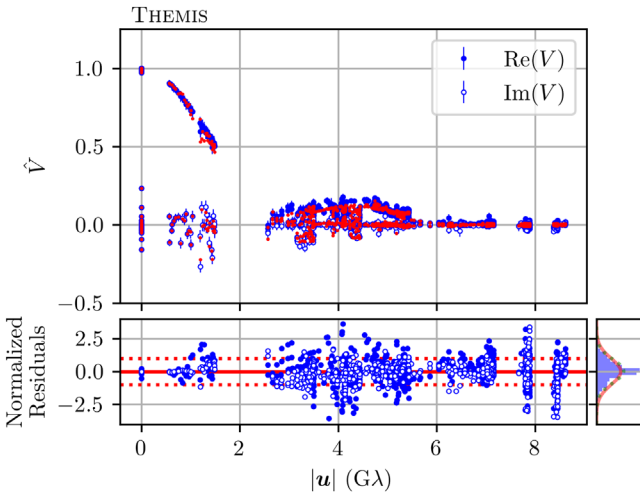 THEMIS
1.0
0.5
0.0
−0.5
V̂
Re(V)
Im(V)
2.5
0.0
−2.5
Normalized
Residuals
0
2
4
6
8
|u| (Gλ)